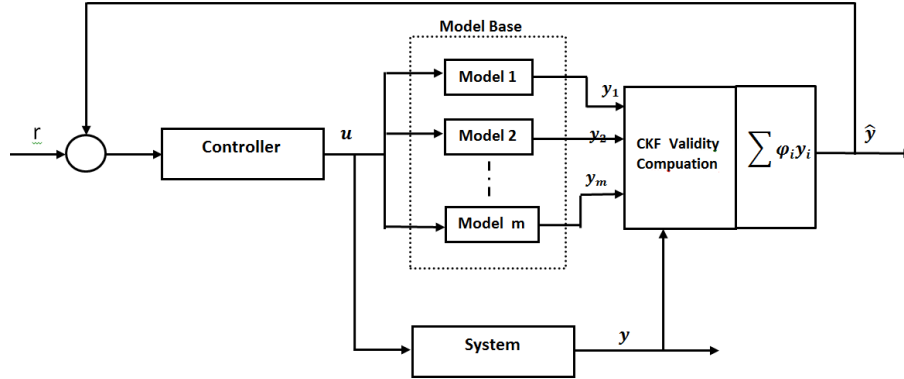 Model Base
Model 1
y₁
r
Controller
u
Model 2
y₂
CKF Validity
Compuation
∑ φᵢyᵢ
ŷ
yₘ
Model m
System
y